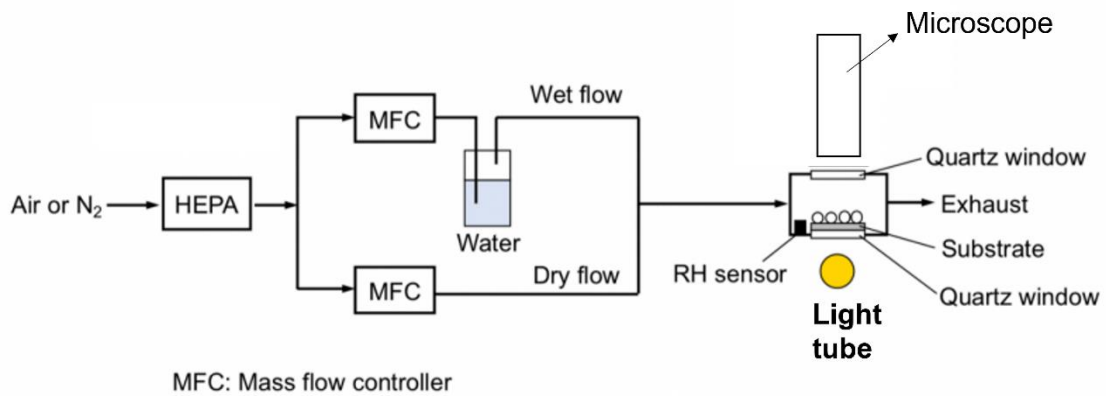 Microscope
MFC
Wet flow
Quartz window
Air or N₂
HEPA
Exhaust
Water
Substrate
RH sensor
MFC
Dry flow
Quartz window
Light
tube
MFC: Mass flow controller